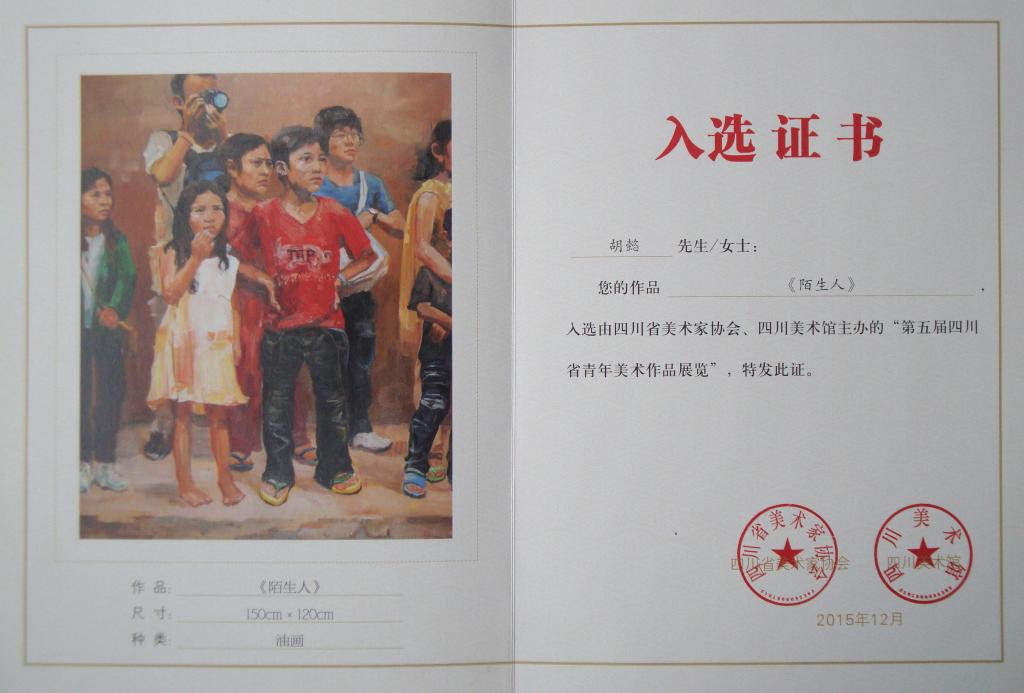 作 品: 《陌生人》
尺 寸: 150cm×120cm
种 类: 油画
入选证书
胡懿 先生/女士:
您的作品 《陌生人》 ,
入选由四川省美术家协会、四川美术馆主办的“第五届四川
省青年美术作品展览”, 特发此证。
四川省美术家协会
四川美术馆
四川省美术家协会 四川美术馆
2015年12月